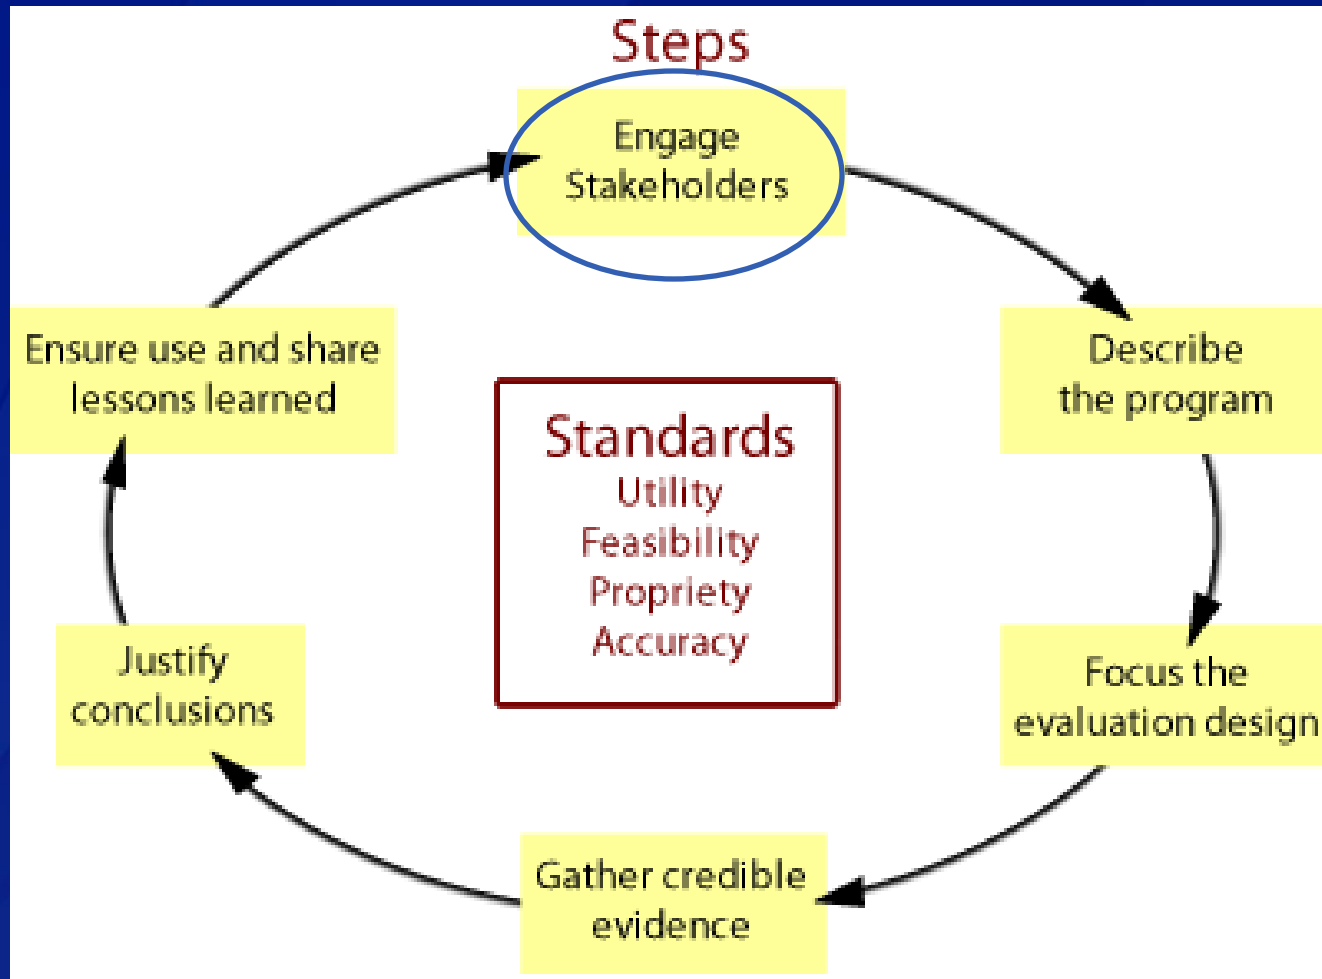 Steps
Engage
Stakeholders
Describe
the program
Focus the
evaluation design
Gather credible
evidence
Justify
conclusions
Ensure use and share
lessons learned
Standards
Utility
Feasibility
Propriety
Accuracy